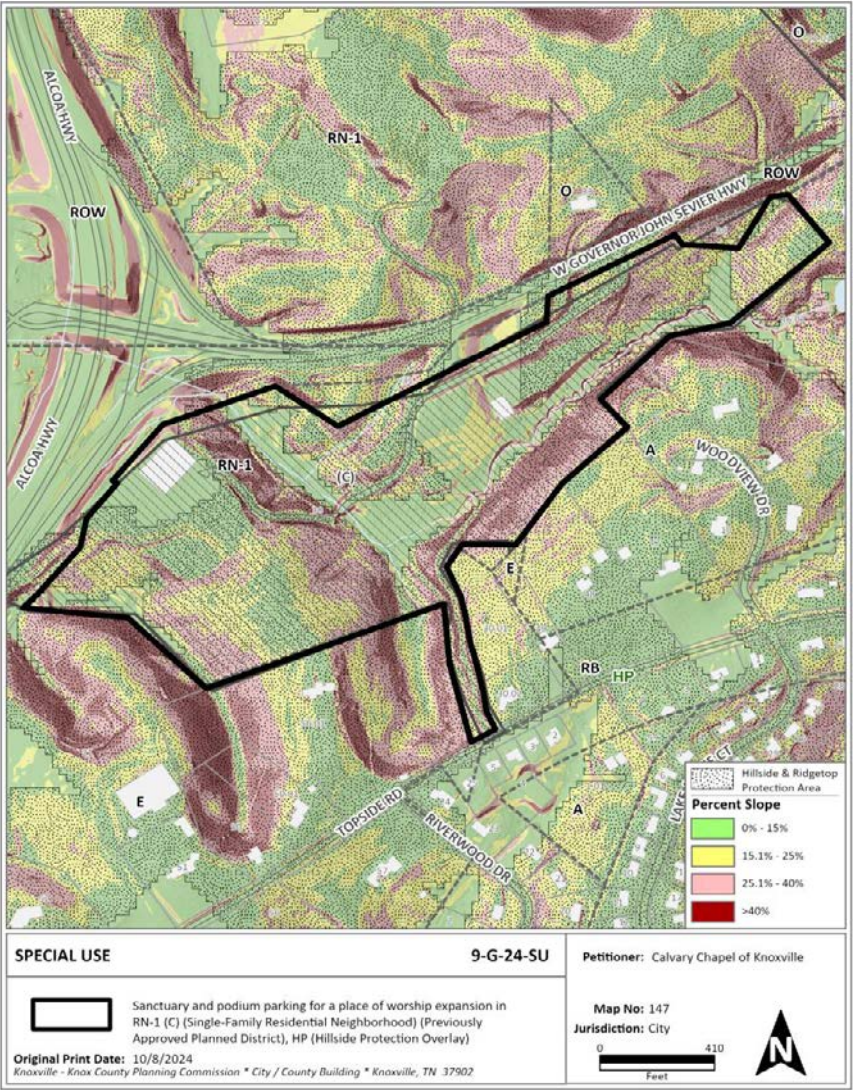 O
ALCOA HWY
RN-1
ROW
ROW
O
W GOVERNOR JOHN SEVIER HWY
ALCOA HWY
RN-1
(C)
A
WOODVIEW DR
E
RB
HP
E
TOPSIDE RD
RIVERWOOD DR
A
LAKE
CT
Hillside & Ridgetop
Protection Area
Percent Slope
0% - 15%
15.1% - 25%
25.1% - 40%
>40%
SPECIAL USE
9-G-24-SU
Sanctuary and podium parking for a place of worship expansion in
RN-1 (C) (Single-Family Residential Neighborhood) (Previously
Approved Planned District), HP (Hillside Protection Overlay)
Original Print Date: 10/8/2024
Knoxville - Knox County Planning Commission * City / County Building * Knoxville, TN 37902
Petitioner: Calvary Chapel of Knoxville
Map No: 147
Jurisdiction: City
0
410
Feet
N